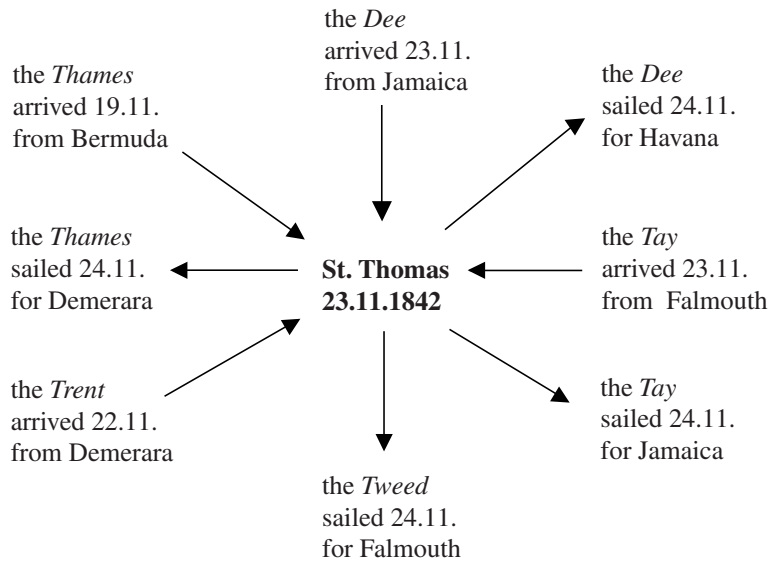 the Dee
arrived 23.11.
from Jamaica
the Thames
arrived 19.11.
from Bermuda
the Dee
sailed 24.11.
for Havana
the Thames
sailed 24.11.
for Demerara
St. Thomas
23.11.1842
the Tay
arrived 23.11.
from Falmouth
the Trent
arrived 22.11.
from Demerara
the Tay
sailed 24.11.
for Jamaica
the Tweed
sailed 24.11.
for Falmouth